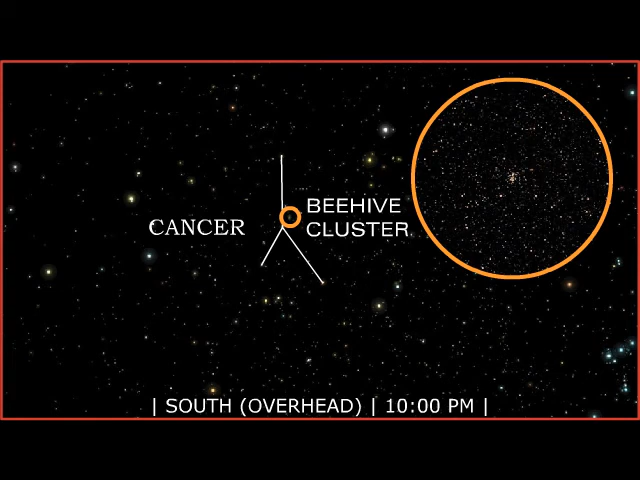 CANCER
BEEHIVE
CLUSTER
| SOUTH (OVERHEAD) | 10:00 PM |